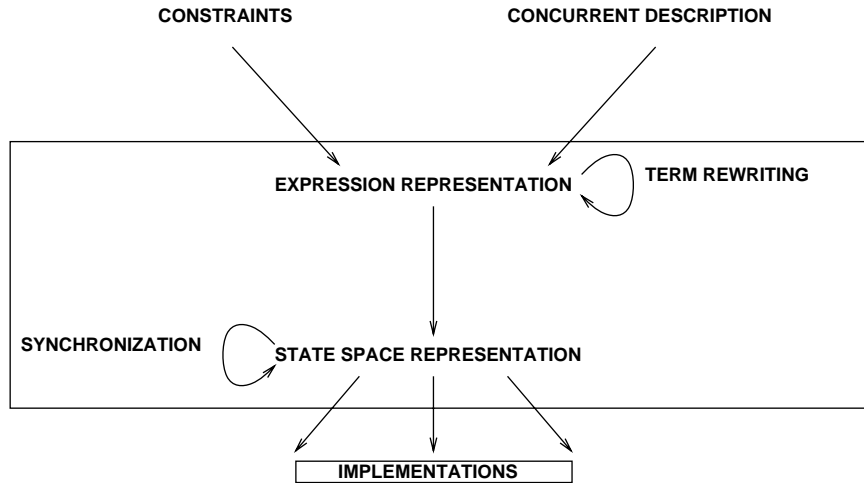 CONSTRAINTS
CONCURRENT DESCRIPTION
EXPRESSION REPRESENTATION
TERM REWRITING
SYNCHRONIZATION
STATE SPACE REPRESENTATION
IMPLEMENTATIONS